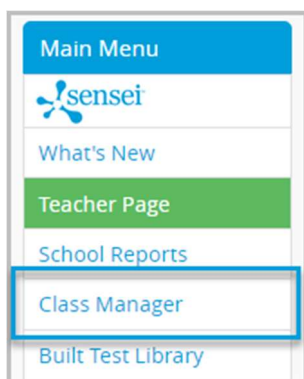 Main Menu
sensei
What's New
Teacher Page
School Reports
Class Manager
Built Test Library